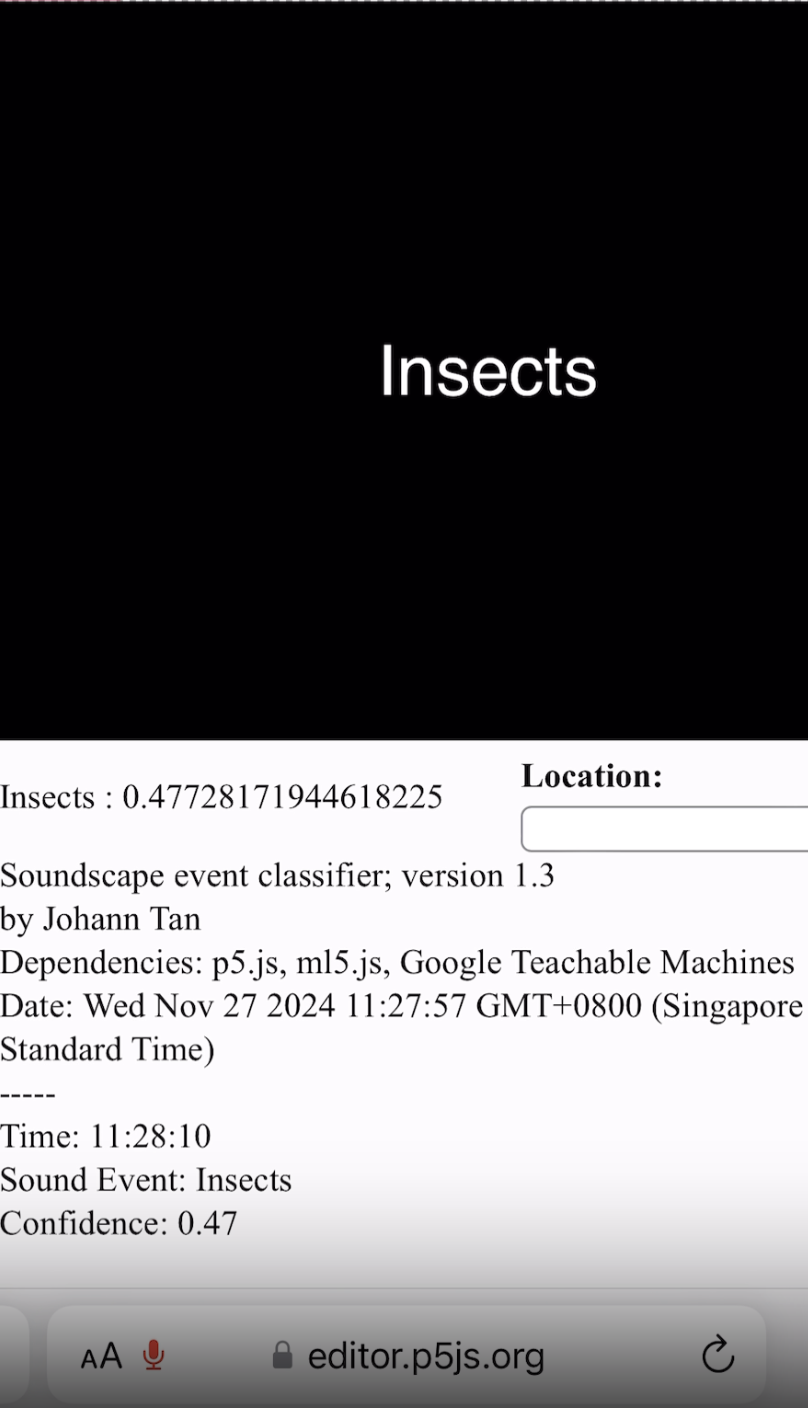 Insects
Insects : 0.47728171944618225
Location:
Soundscape event classifier; version 1.3
by Johann Tan
Dependencies: p5.js, ml5.js, Google Teachable Machines
Date: Wed Nov 27 2024 11:27:57 GMT+0800 (Singapore
Standard Time)
-----
Time: 11:28:10
Sound Event: Insects
Confidence: 0.47
AA editor.p5js.org